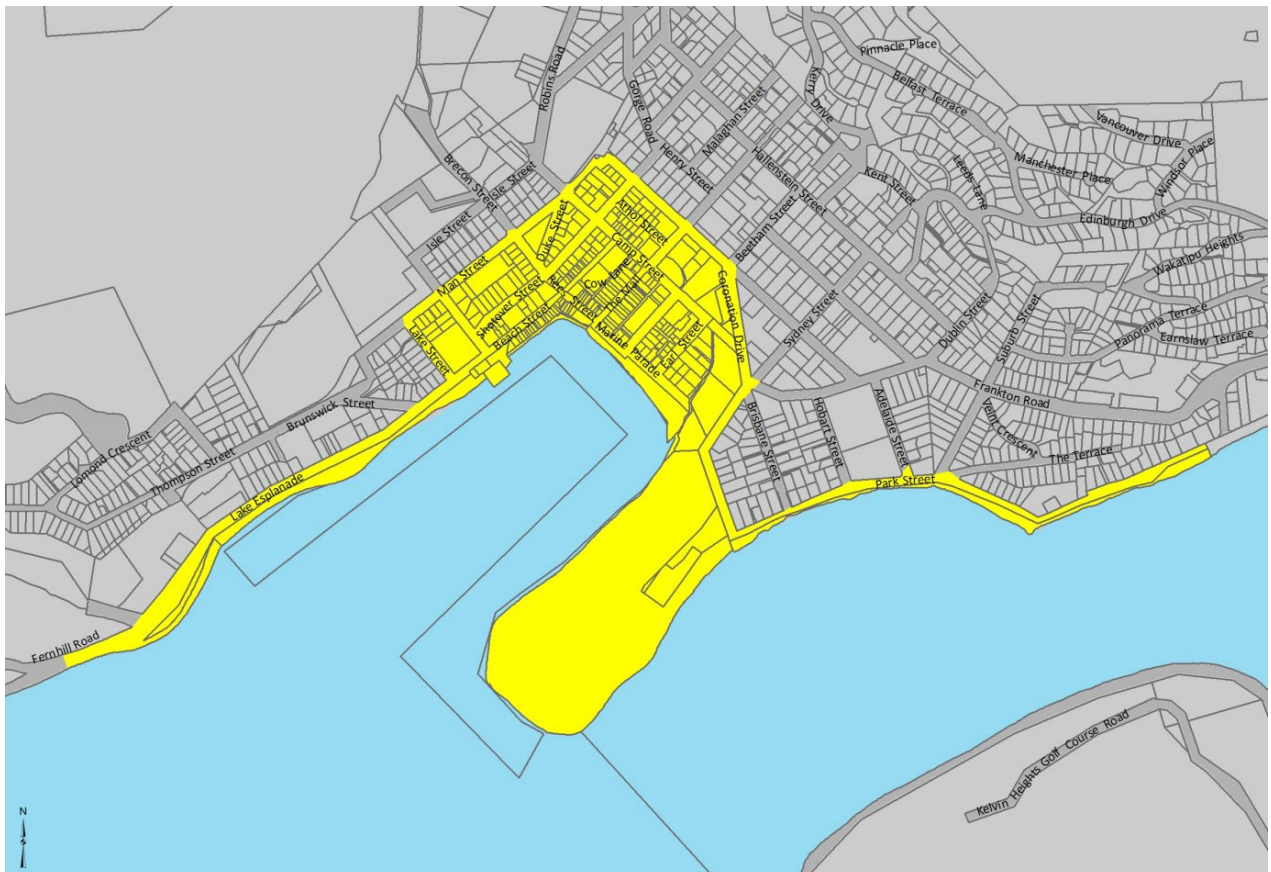 Pinnacle Place
Belfast Terrace
Robins Road
Gorge Road
Kerry Drive
Malaghan Street
Vancouver Drive
Henry Street
Hallenstein Street
Manchester Place
Windsor Place
Brecon Street
Isle Street
Kent Street
Leeds Lane
Edinburgh Drive
Isle Street
Duke Street
Athol Street
Beetham Street
Man Street
Camp Street
Wakatipu Heights
Cow Lane
The Mall
Coronation Drive
Shotover Street
Rees Street
Beach Street
Marine Parade
Earl Street
Sydney Street
Dublin Street
Suburb Street
Panorama Terrace
Earnslaw Terrace
Lake Street
Frankton Road
Brunswick Street
Brisbane Street
Hobart Street
Adelaide Street
Veint Crescent
Lomond Crescent
Thompson Street
The Terrace
Lake Esplanade
Park Street
Fernhill Road
Kelvin Heights Golf Course Road
N